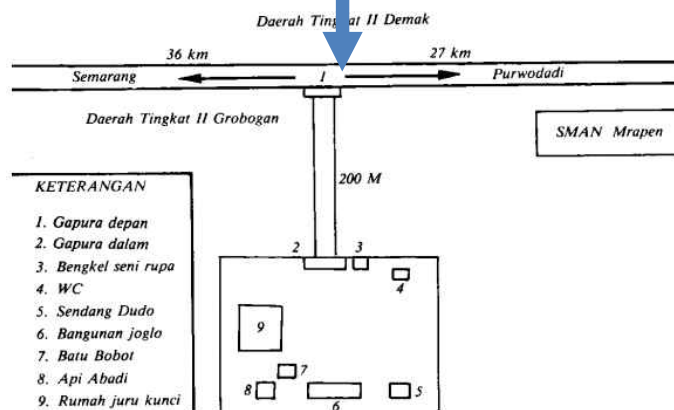 Daerah Tingkat II Demak
36 km 27 km
Semarang 1 Purwodadi
Daerah Tingkat II Grobogan
SMAN Mrapen
200 M
KETERANGAN
1. Gapura depan
2. Gapura dalam
3. Bengkel seni rupa
4. WC
5. Sendang Dudo
6. Bangunan joglo
7. Batu Bobot
8. Api Abadi
9. Rumah juru kunci
2 3
4
9
7
8 5
6